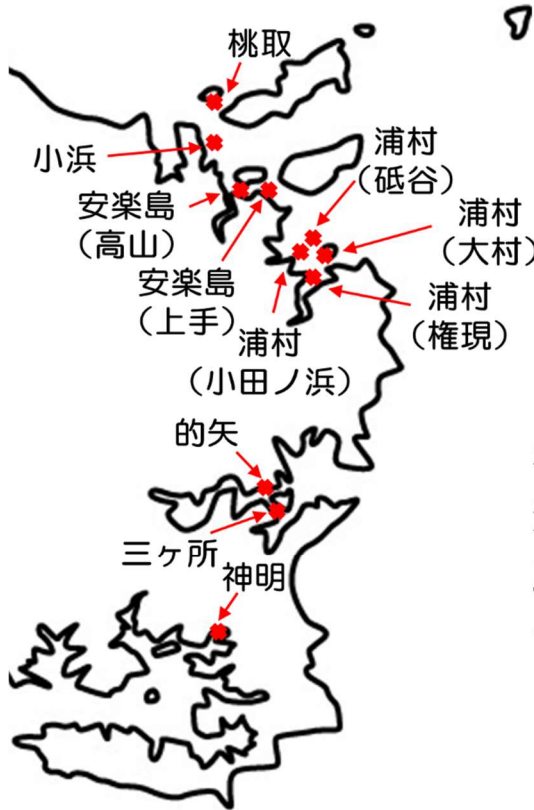 桃取
小浜
浦村
（砥谷）
安楽島
（高山）
浦村
（大村）
安楽島
（上手）
浦村
（権現）
浦村
（小田ノ浜）
的矢
三ヶ所
神明